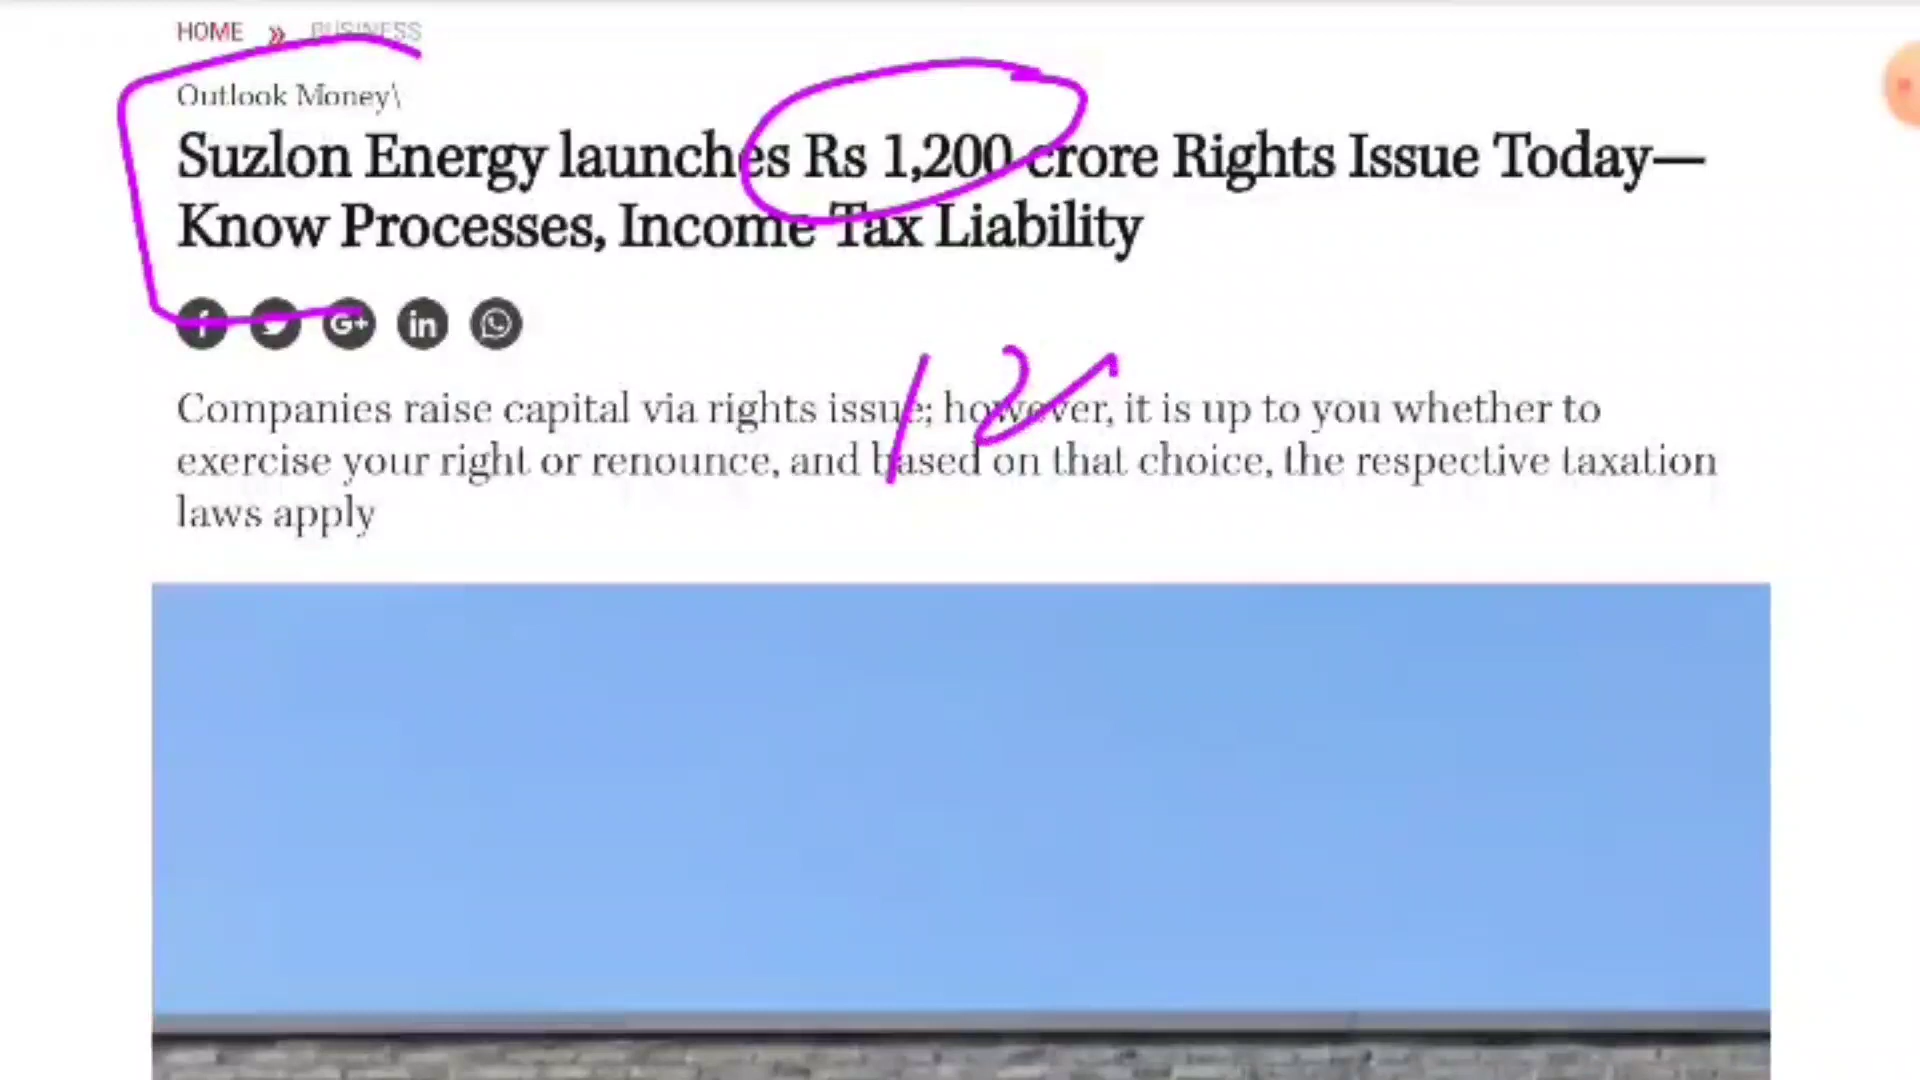 HOME » BUSINESS
Outlook Money\
Suzlon Energy launches Rs 1,200 crore Rights Issue Today—
Know Processes, Income Tax Liability
f G+ in
12
Companies raise capital via rights issue; however, it is up to you whether to
exercise your right or renounce, and based on that choice, the respective taxation
laws apply